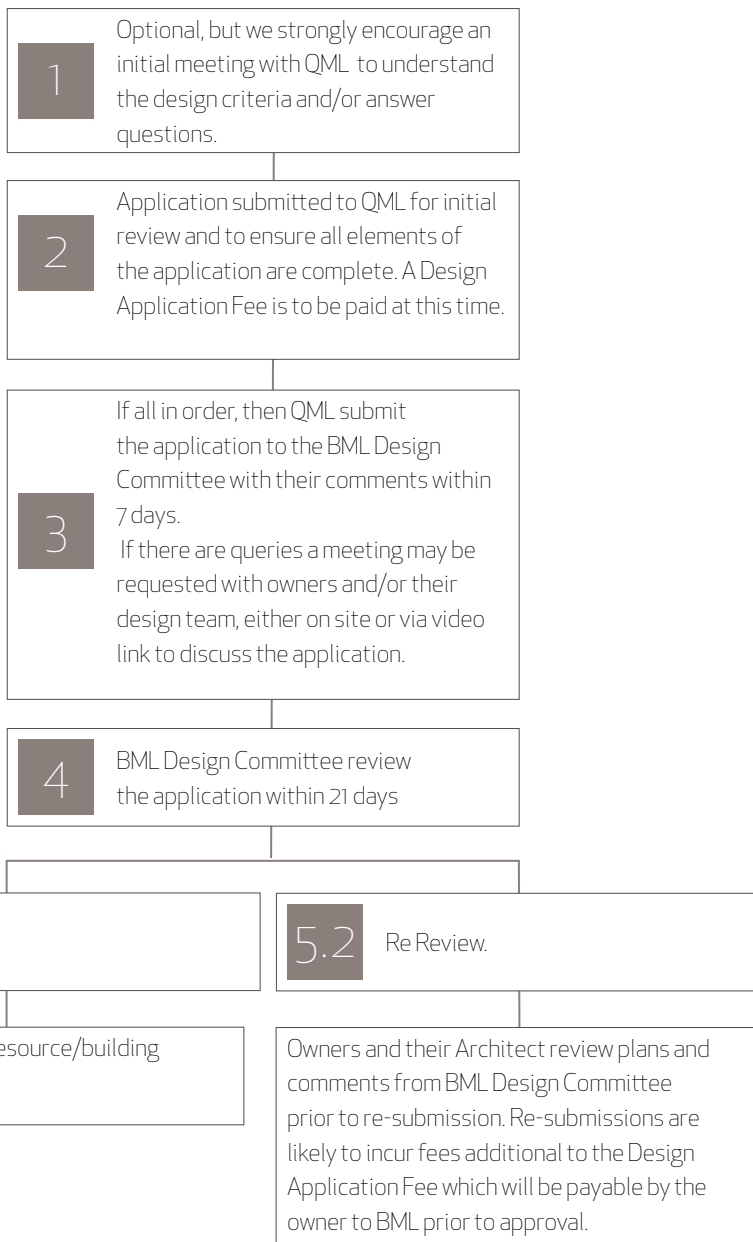 1
Optional, but we strongly encourage an
initial meeting with QML to understand
the design criteria and/or answer
questions.
2
Application submitted to QML for initial
review and to ensure all elements of
the application are complete. A Design
Application Fee is to be paid at this time.
3
If all in order, then QML submit
the application to the BML Design
Committee with their comments within
7 days.
If there are queries a meeting may be
requested with owners and/or their
design team, either on site or via video
link to discuss the application.
4
BML Design Committee review
the application within 21 days
5.2
Re Review.
esource/building
Owners and their Architect review plans and
comments from BML Design Committee
prior to re-submission. Re-submissions are
likely to incur fees additional to the Design
Application Fee which will be payable by the
owner to BML prior to approval.